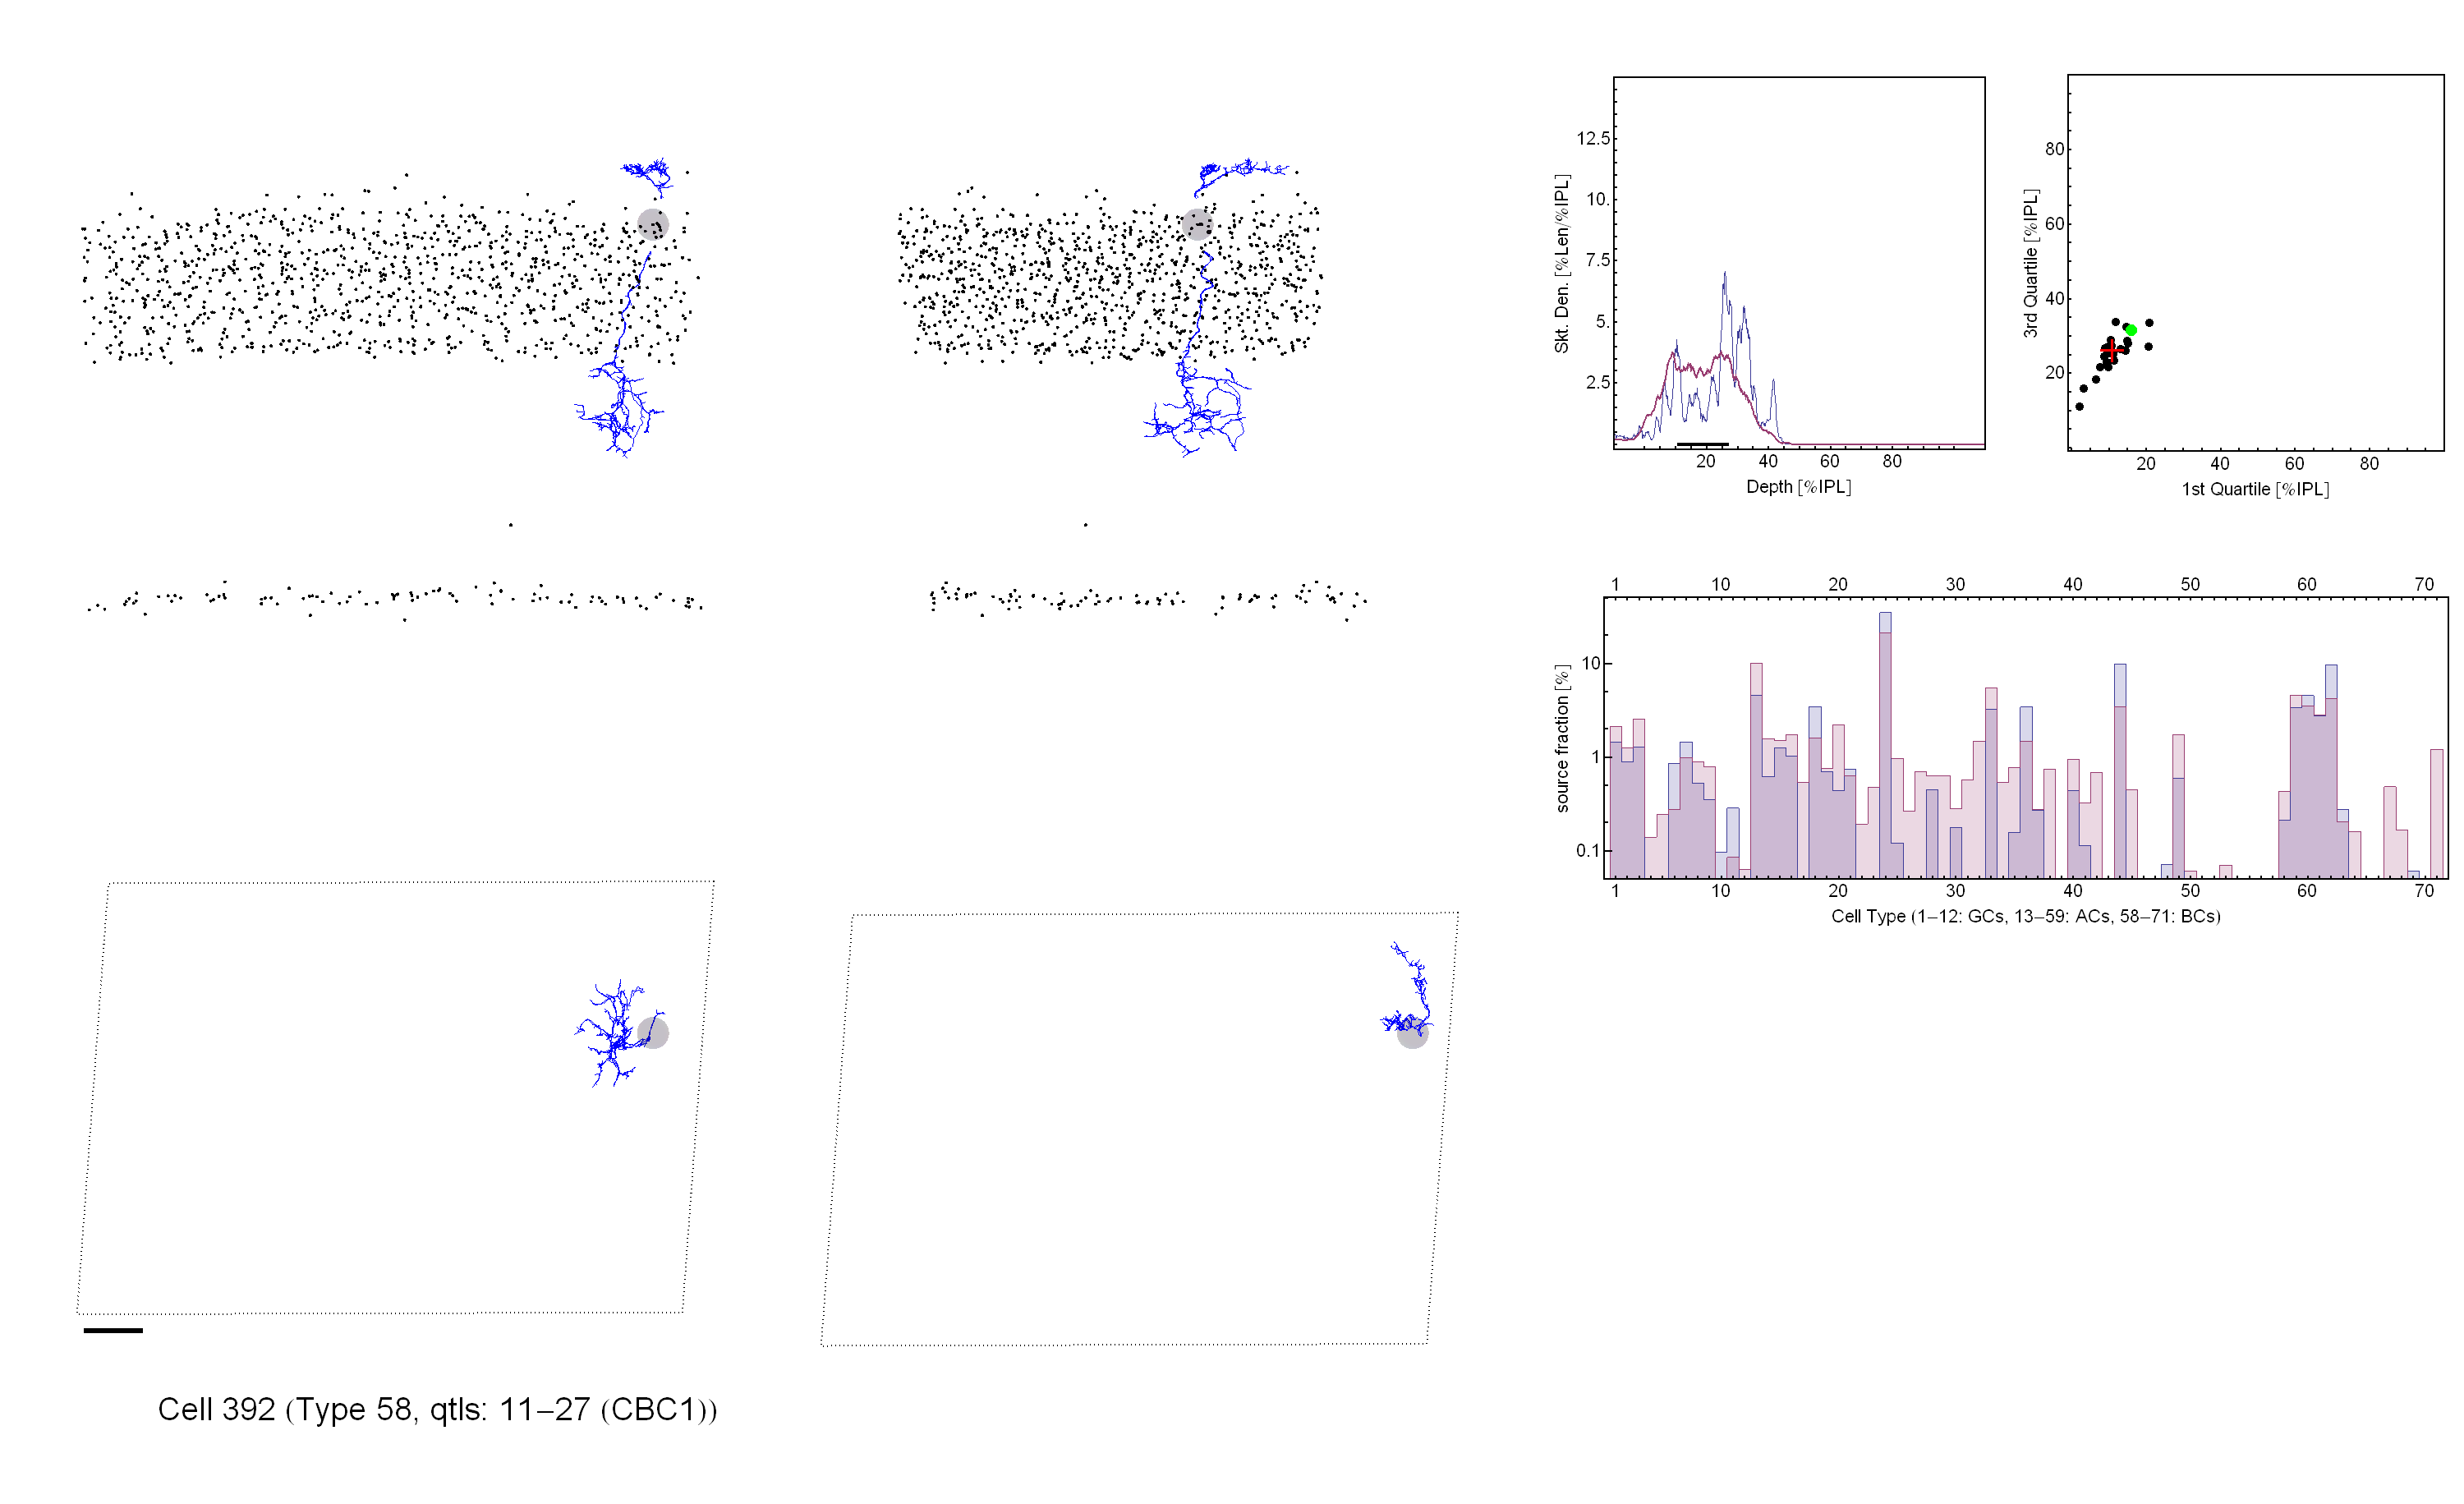 12.5
10.
7.5
5.
2.5
Skt. Den. [%Len/%IPL]
20 40 60 80
Depth [%IPL]
80
60
40
20
3rd Quartile [%IPL]
20 40 60 80
1st Quartile [%IPL]
1 10 20 30 40 50 60 70
10
1
0.1
source fraction [%]
1 10 20 30 40 50 60 70
Cell Type (1–12: GCs, 13–59: ACs, 58–71: BCs)
Cell 392 (Type 58, qtls: 11–27 (CBC1))